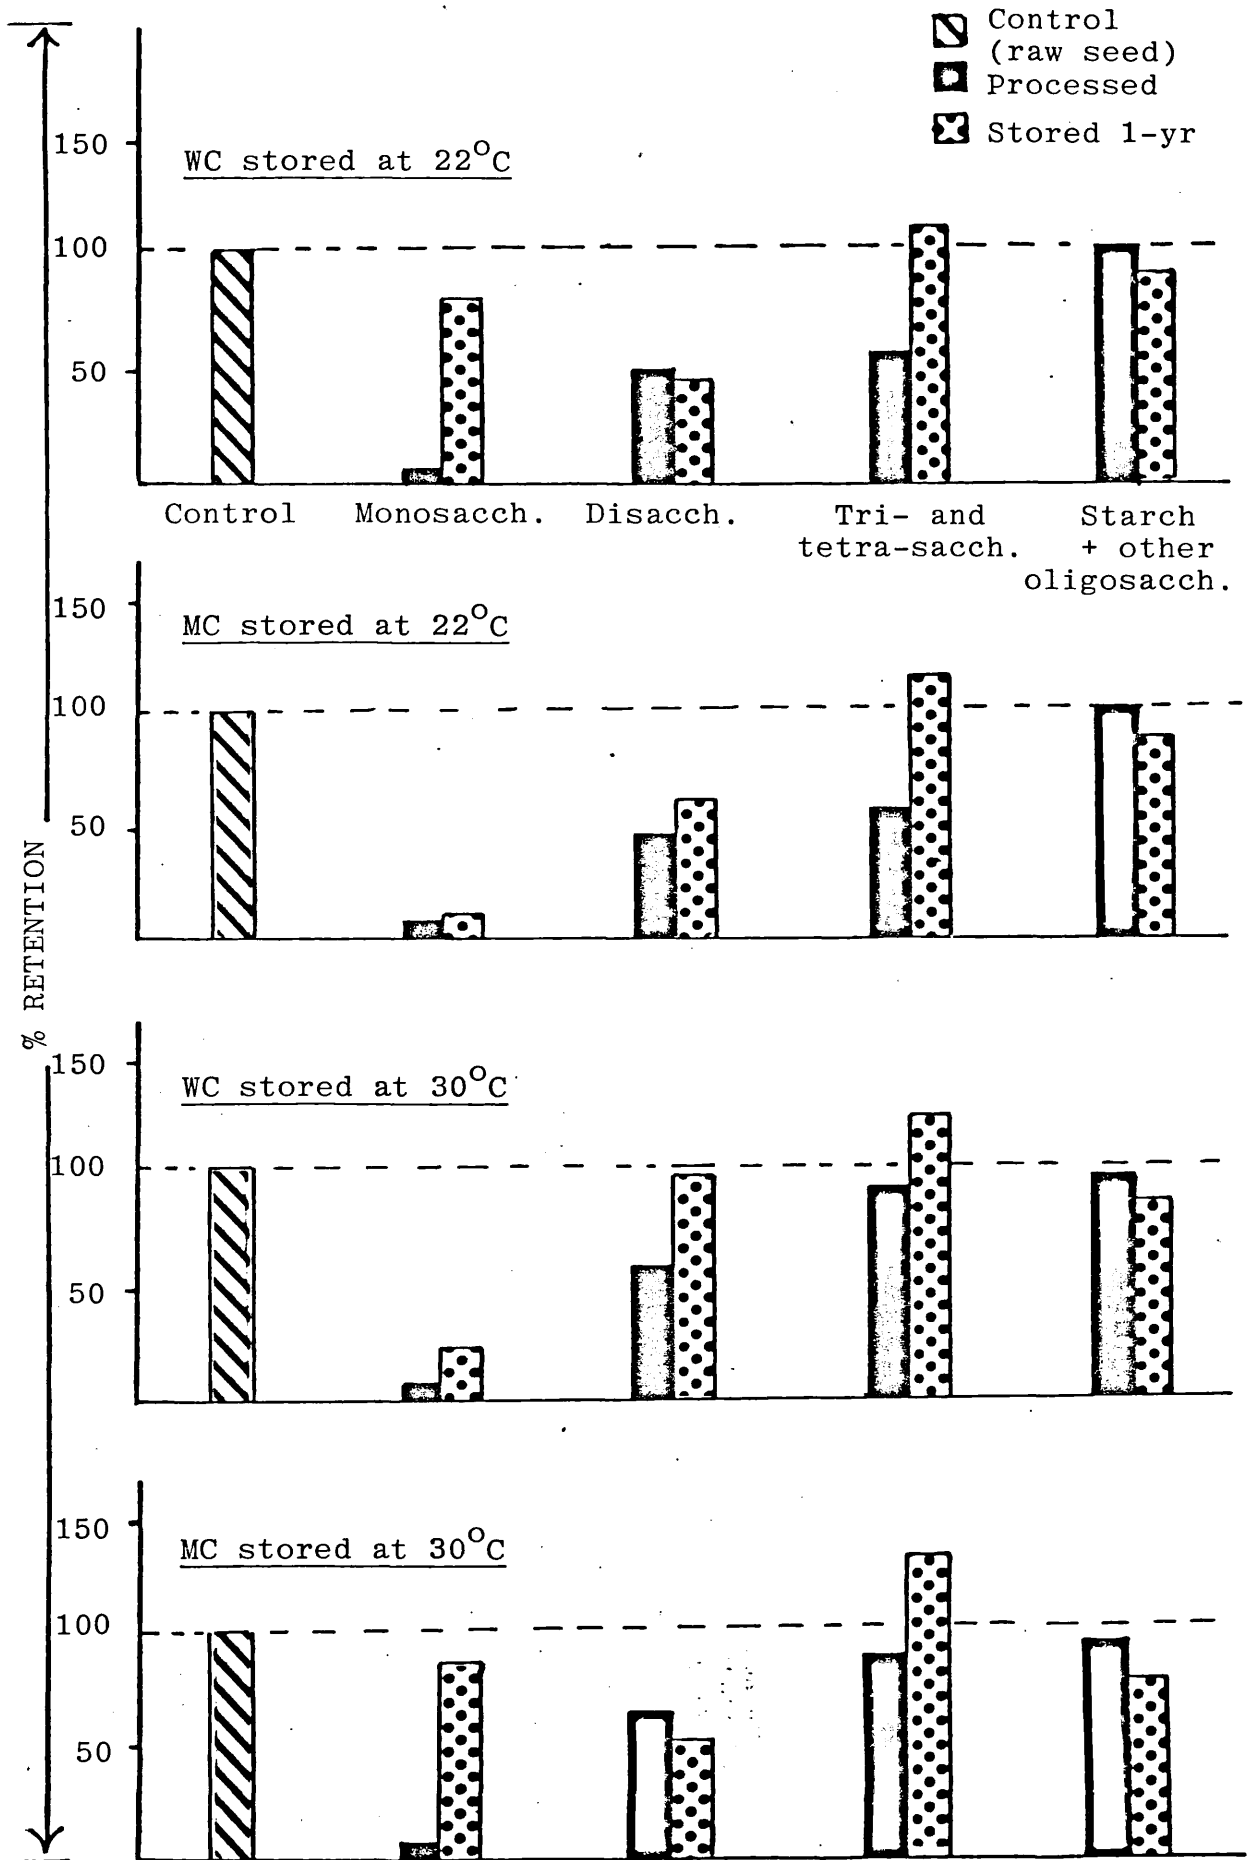 Control
(raw seed)
Processed
Stored 1-yr
% RETENTION
WC stored at 22°C
150
100
50
Control
Monosacch.
Disacch.
Tri- and
tetra-sacch.
Starch
+ other
oligosacch.
MC stored at 22°C
150
100
50
WC stored at 30°C
150
100
50
MC stored at 30°C
150
100
50